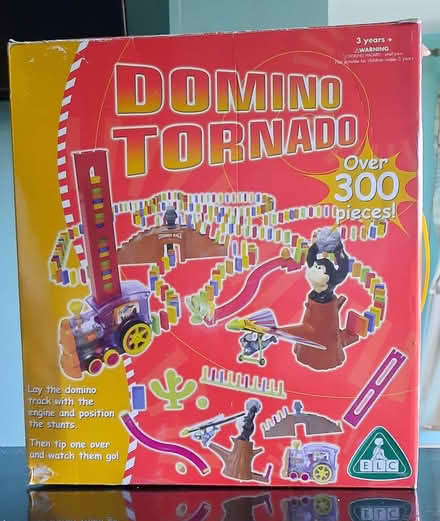 3 years +
WARNING
DOMINO
TORNADO
Over
300
pieces!
Lay the domino
track with the
engine and position
the stunts.
Then tip one over
and watch them go!
ELC